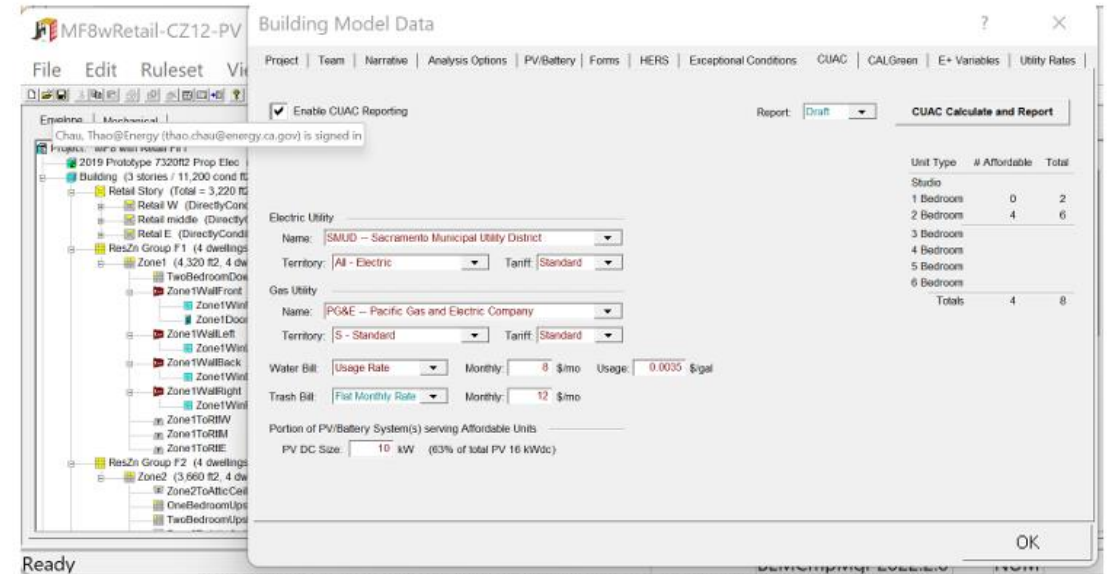 MF8wRetail-CZ12-PV
Building Model Data
? ×
File Edit Ruleset
Project | Team | Narrative | Analysis Options | PV/Battery | Forms | HERS | Exceptional Conditions CUAC | CALGreen | E+ Variables | Utility Rates
Enable CUAC Reporting
Report: Draft
CUAC Calculate and Report
Mechanical
Chau, Thao@Energy (thao.chau@energy.ca.gov) is signed in
2019 Prototype 7320ft2 Prop Elec
Building (3 stories / 11,200 cond ft2
Retail Story (Total = 3,220 ft2
Retail W (DirectlyCond
Retail middle (Directly
Retal E (DirectlyCondi
ResZn Group F1 (4 dwellings
Zone1 (4,320 ft2, 4 dw
TwoBedroomDow
Zone1WallFront
Zone1Winl
Zone1Door
Zone1WallLeft
Zone1Winl
Zone1WallBack
Zone1Winl
Zone1WallRight
Zone1Winl
Zone1ToRtlW
Zone1ToRtlM
Zone1ToRtlE
ResZn Group F2 (4 dwellings
Zone2 (3,660 ft2, 4 dw
Zone2ToAtticCeil
OneBedroomUps
TwoBedroomUps
Electric Utility
Name: SMUD -- Sacramento Municipal Utility District
Territory: All - Electric Tariff: Standard
Gas Utility
Name: PG&E -- Pacific Gas and Electric Company
Territory: S - Standard Tariff: Standard
Water Bill: Usage Rate Monthly: 8 $/mo Usage: 0.0035 $/gal
Trash Bill: Flat Monthly Rate Monthly: 12 $/mo
Portion of PV/Battery System(s) serving Affordable Units
PV DC Size: 10 kW (63% of total PV 16 kWdc)
Unit Type # Affordable Total
Studio
1 Bedroom 0 2
2 Bedroom 4 6
3 Bedroom
4 Bedroom
5 Bedroom
6 Bedroom
Totals 4 8
OK
Ready